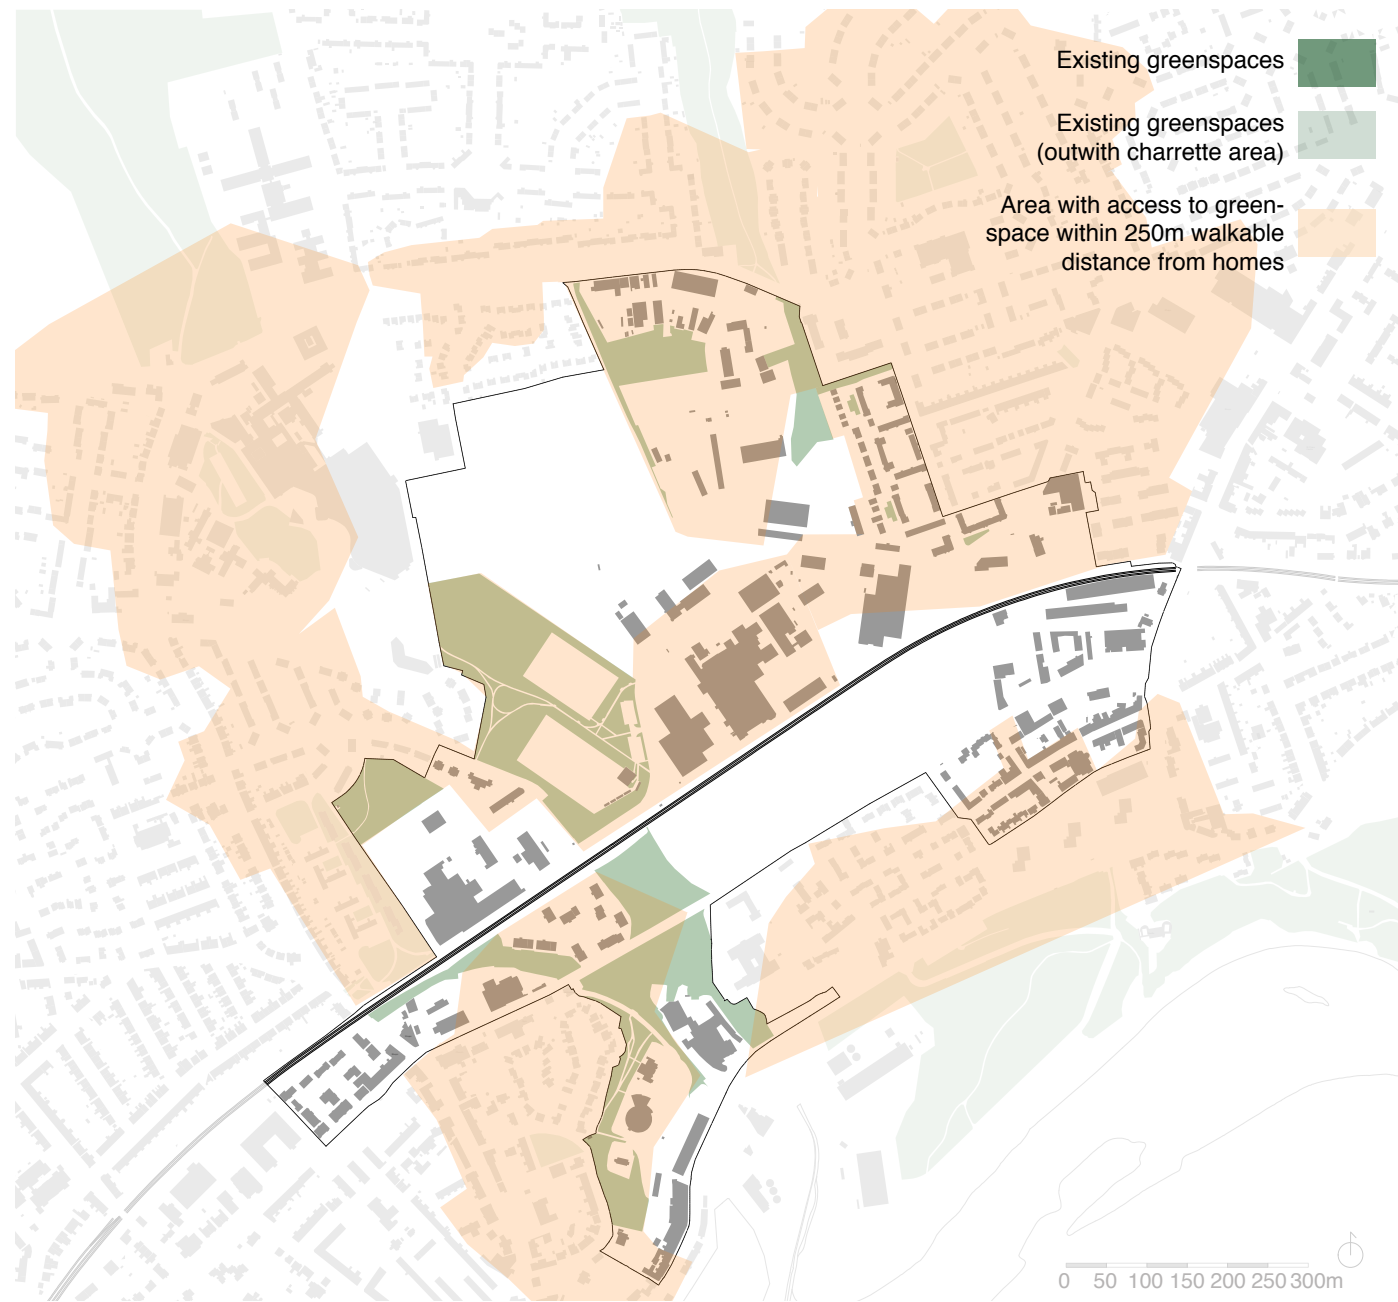 Existing greenspaces
Existing greenspaces
(outwith charrette area)
Area with access to green-
space within 250m walkable
distance from homes
0 50 100 150 200 250 300m